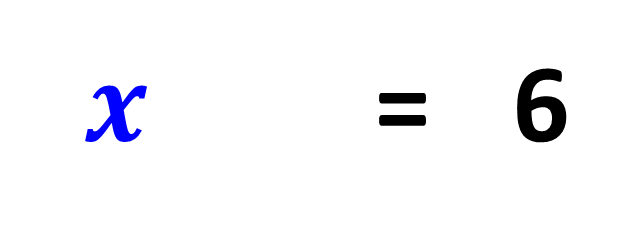 x = 6